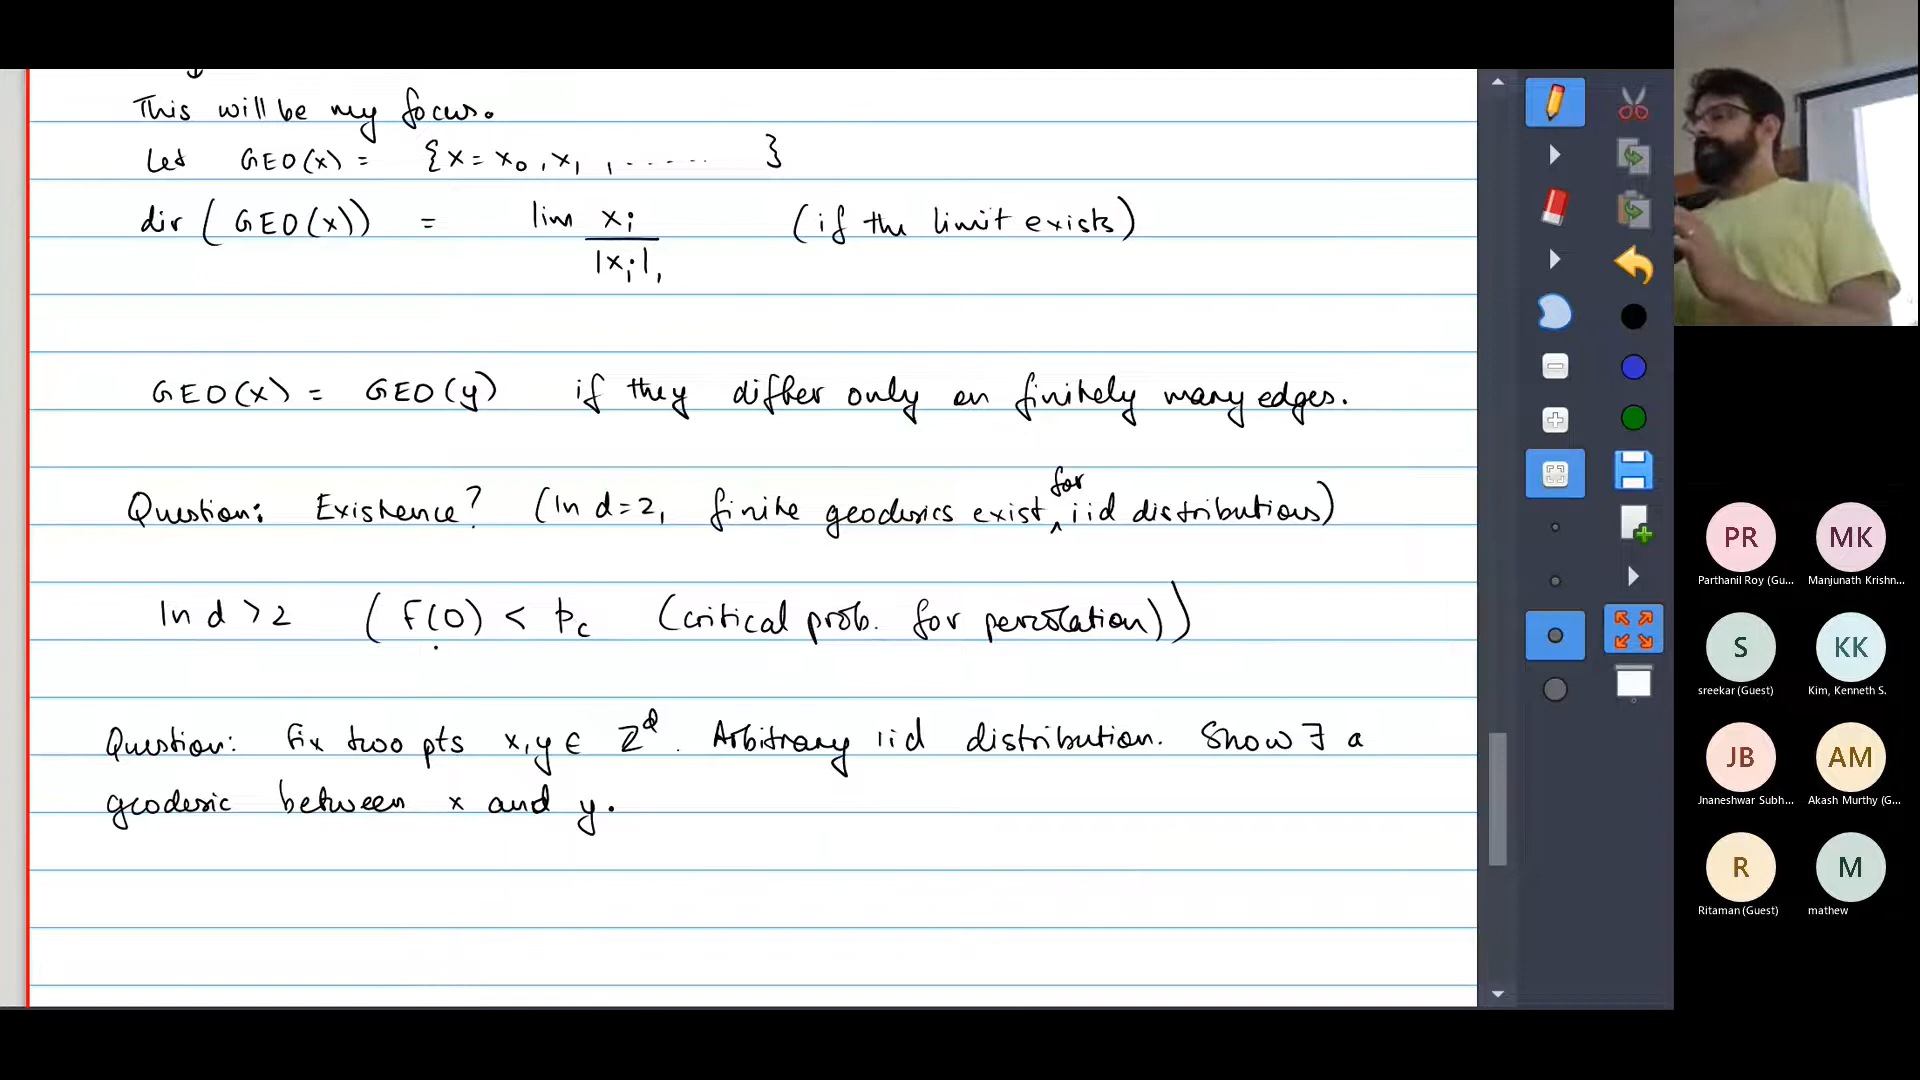 This will be my focus.
Let GEO(x) = {x = x₀, x₁, ....... }
dir (GEO(x)) = lim xᵢ / |xᵢ|₁ (if the limit exists)
GEO(x) = GEO(y) if they differ only on finitely many edges.
Question: Existence? (In d=2, finite geodesics exist ^for iid distributions)
In d > 2 (F(0) < p_c (critical prob. for percolation))
Question: Fix two pts x,y ∈ Z^d. Arbitrary iid distribution. Show ∃ a
geodesic between x and y.
PR MK
Parthanil Roy (Gu... Manjunath Krishn...
S KK
sreekar (Guest) Kim, Kenneth S.
JB AM
Jnaneshwar Subh... Akash Murthy (G...
R M
Ritaman (Guest) mathew